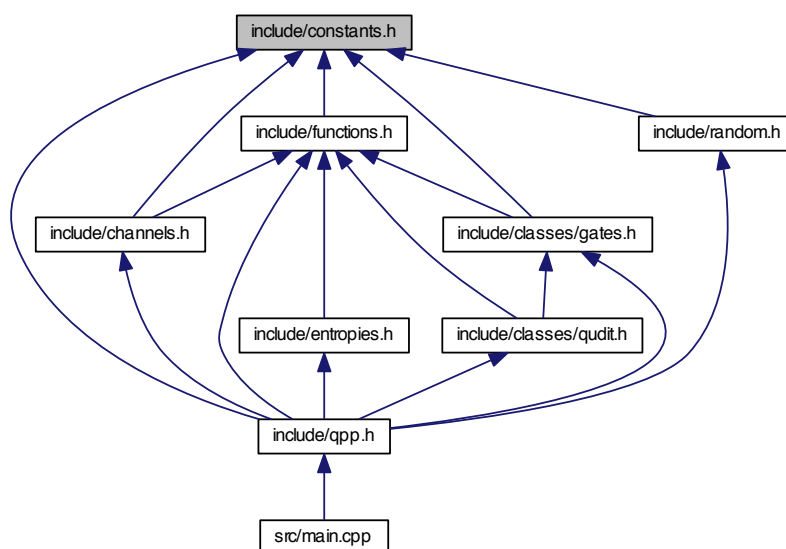 include/constants.h
include/functions.h
include/random.h
include/channels.h
include/classes/gates.h
include/entropies.h
include/classes/qudit.h
include/qpp.h
src/main.cpp